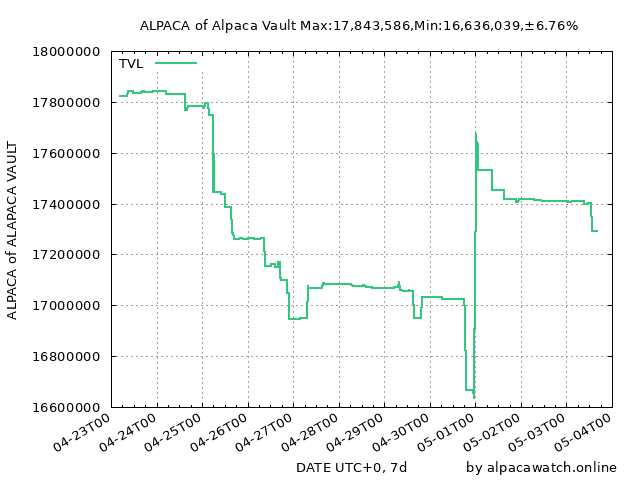 ALPACA of Alpaca Vault Max:17,843,586,Min:16,636,039,±6.76%
TVL
ALPACA of ALAPACA VAULT
18000000
17800000
17600000
17400000
17200000
17000000
16800000
16600000
04-23T00
04-24T00
04-25T00
04-26T00
04-27T00
04-28T00
04-29T00
04-30T00
05-01T00
05-02T00
05-03T00
05-04T00
DATE UTC+0, 7d
by alpacawatch.online